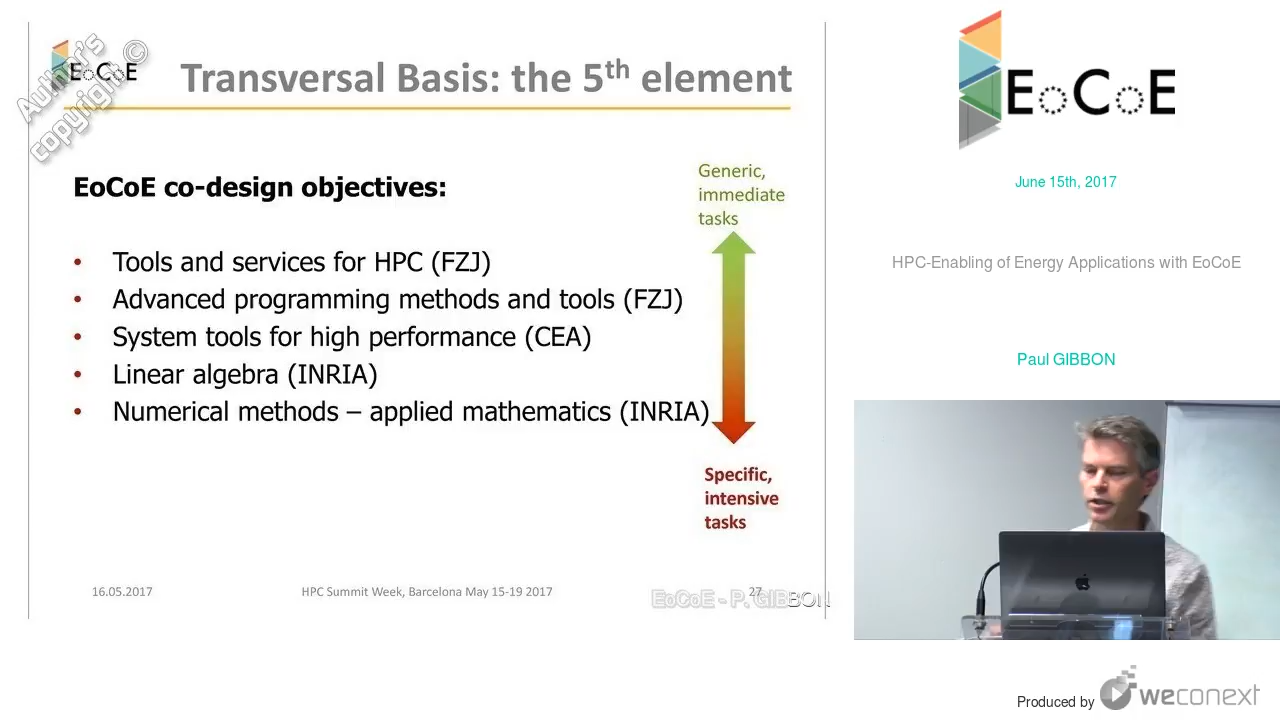 Author's
copyright ©
EoCoE
Transversal Basis: the 5th element
EoCoE co-design objectives:
Generic,
immediate
tasks
• Tools and services for HPC (FZJ)
• Advanced programming methods and tools (FZJ)
• System tools for high performance (CEA)
• Linear algebra (INRIA)
• Numerical methods – applied mathematics (INRIA)
Specific,
intensive
tasks
16.05.2017
HPC Summit Week, Barcelona May 15-19 2017
27
EoCoE - P. GIBBON
EoCoE
June 15th, 2017
HPC-Enabling of Energy Applications with EoCoE
Paul GIBBON
Produced by
weconext